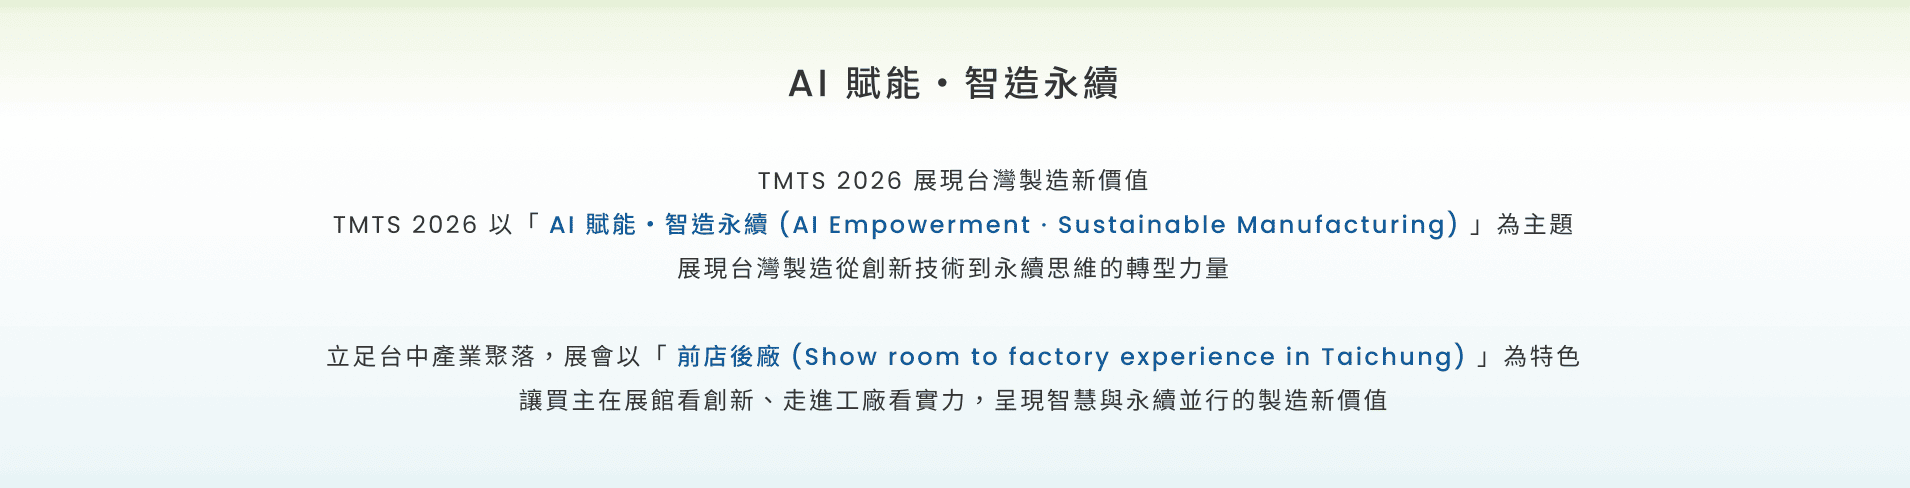 AI 賦能・智造永續
TMTS 2026 展現台灣製造新價值
TMTS 2026 以「 AI 賦能・智造永續 (AI Empowerment · Sustainable Manufacturing) 」為主題
展現台灣製造從創新技術到永續思維的轉型力量
立足台中產業聚落，展會以「 前店後廠 (Show room to factory experience in Taichung) 」為特色
讓買主在展館看創新、走進工廠看實力，呈現智慧與永續並行的製造新價值